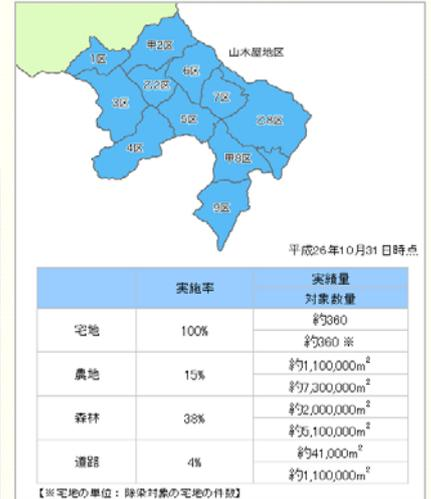 甲2区
1区
山木屋地区
6区
乙2区
7区
3区
5区
乙8区
4区
甲8区
9区
平成26年10月31日時点
実施率 実績量
対象数量
宅地 100% 約360
約360 ※
農地 15% 約1,100,000m²
約7,300,000m²
森林 38% 約2,000,000m²
約5,100,000m²
道路 4% 約41,000m²
約1,100,000m²
【※宅地の単位：除染対象の宅地の件数】